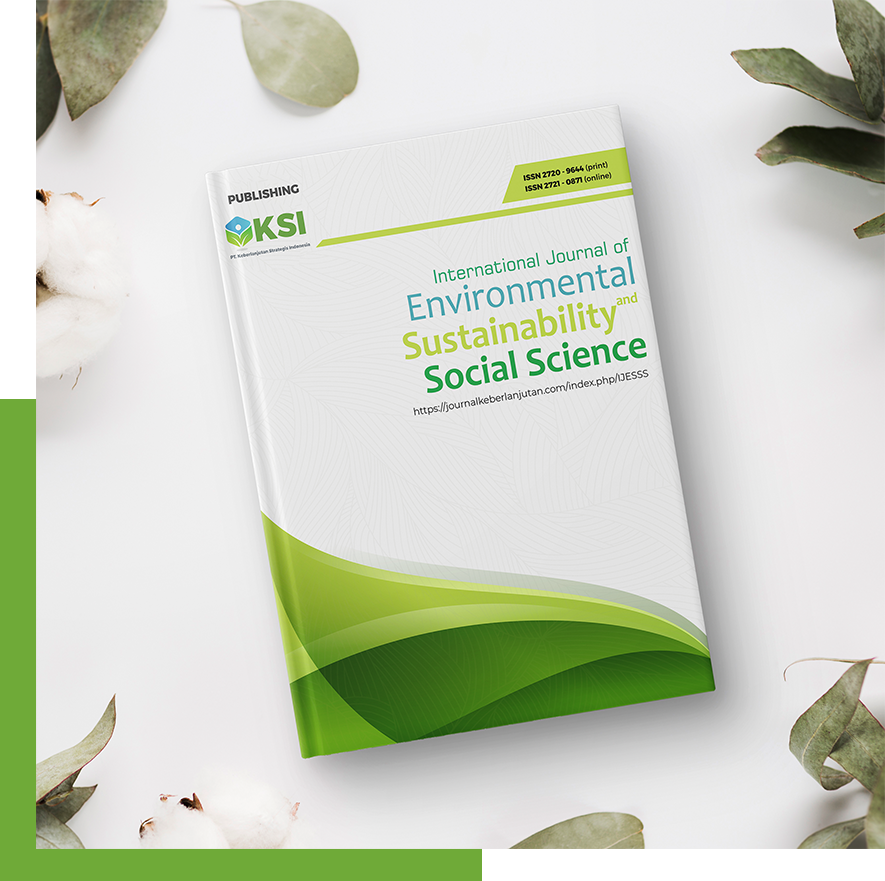 PUBLISHING
KSI
PT. Keberlanjutan Strategis Indonesia
ISSN 2720 - 9644 (print)
ISSN 2721 - 0871 (online)
International Journal of
Environmental
Sustainability and
Social Science
https://journalkeberlanjutan.com/index.php/IJESSS